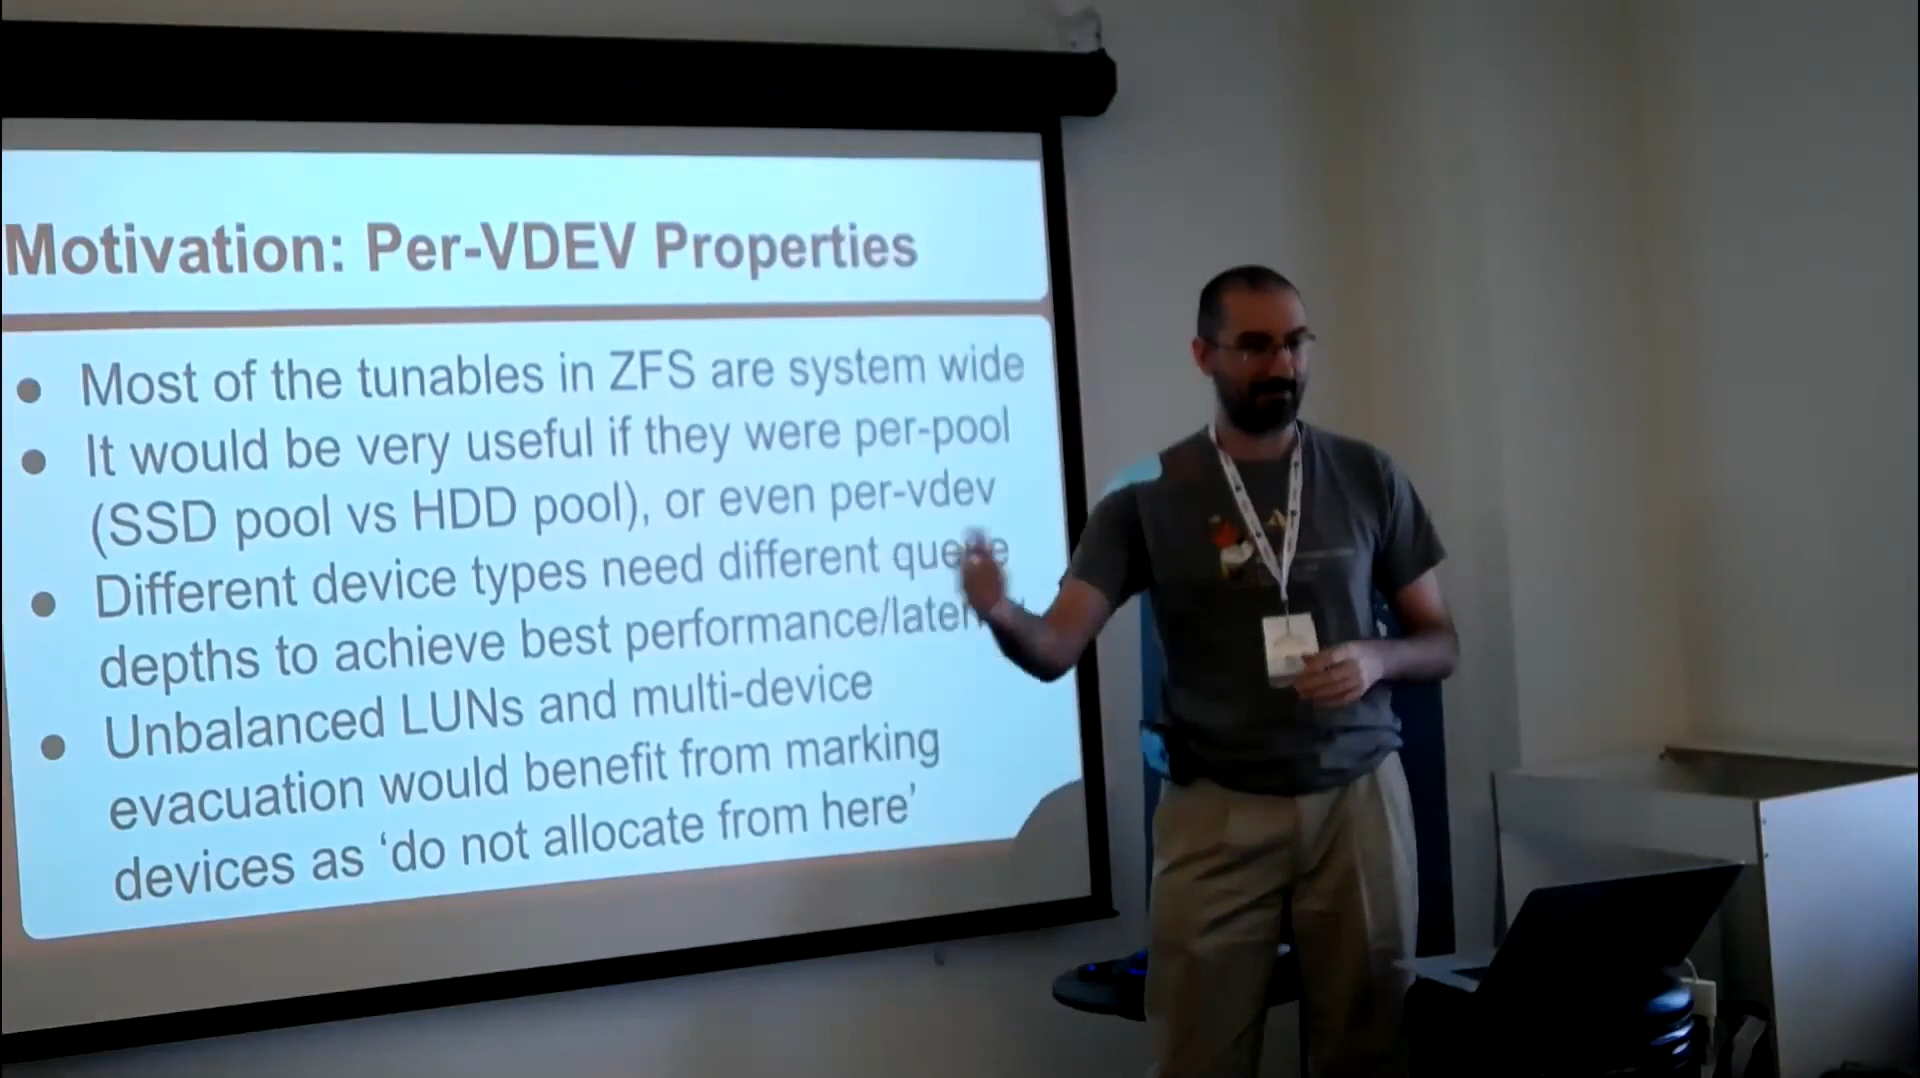 Motivation: Per-VDEV Properties
Most of the tunables in ZFS are system wide
It would be very useful if they were per-pool
(SSD pool vs HDD pool), or even per-vdev
Different device types need different queue
depths to achieve best performance/latency
Unbalanced LUNs and multi-device
evacuation would benefit from marking
devices as ‘do not allocate from here’